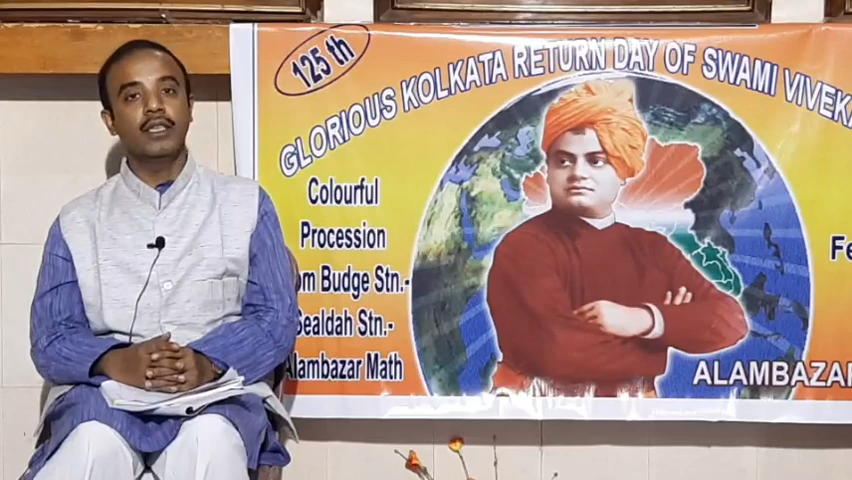 125 th
GLORIOUS KOLKATA RETURN DAY OF SWAMI
Colourful
Procession
Budge Stn.-
Sealdah Stn.-
Alambazar Math
ALAMBAZAR